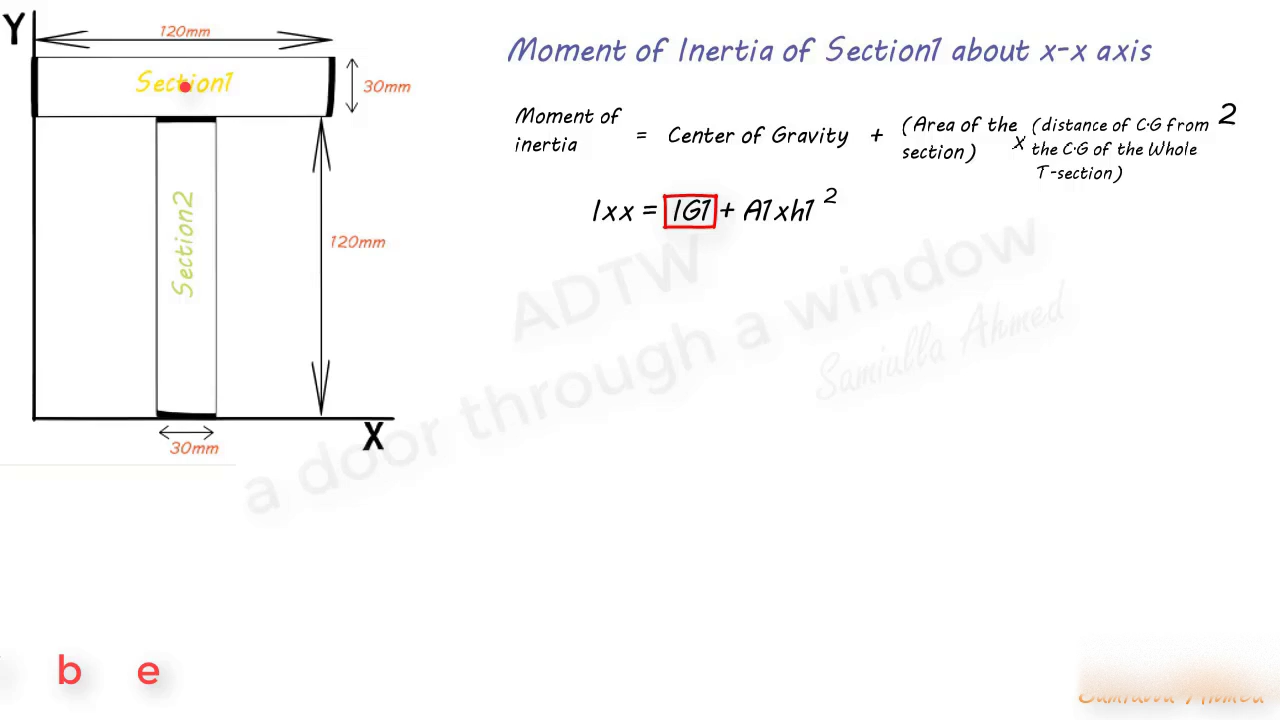 Y
120mm
Section1
30mm
Section2
120mm
30mm
X
Moment of Inertia of Section1 about x-x axis
Moment of inertia = Center of Gravity + (Area of the section) x (distance of C.G from the C.G of the Whole T-section) 2
Ixx = IG1 + A1xh1 2
ADTW
a door through a window
Samiulla Ahmed
b e
Samiulla Ahmed